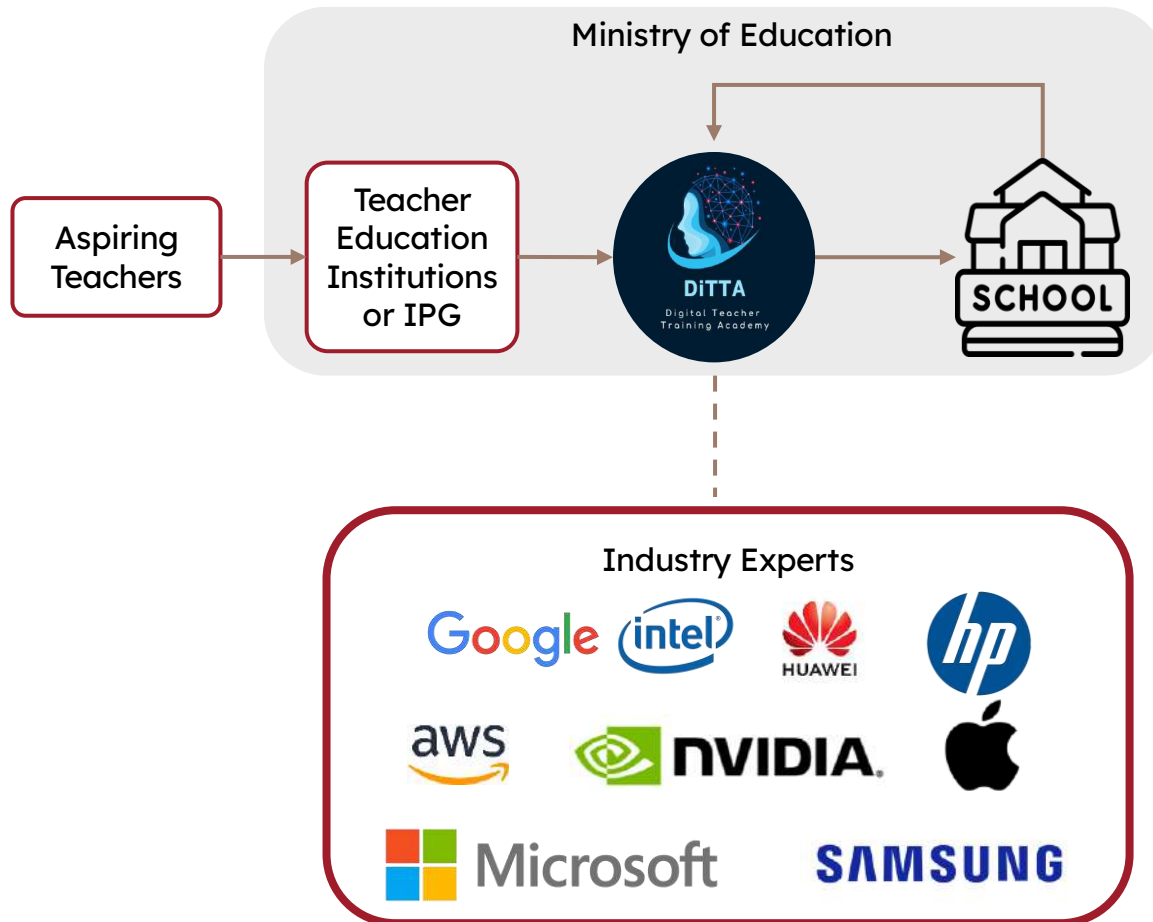 Ministry of Education
Aspiring
Teachers
Teacher
Education
Institutions
or IPG
DiTTA
Digital Teacher
Training Academy
SCHOOL
Industry Experts
Google
intel
HUAWEI
hp
aws
NVIDIA.
Microsoft
SAMSUNG